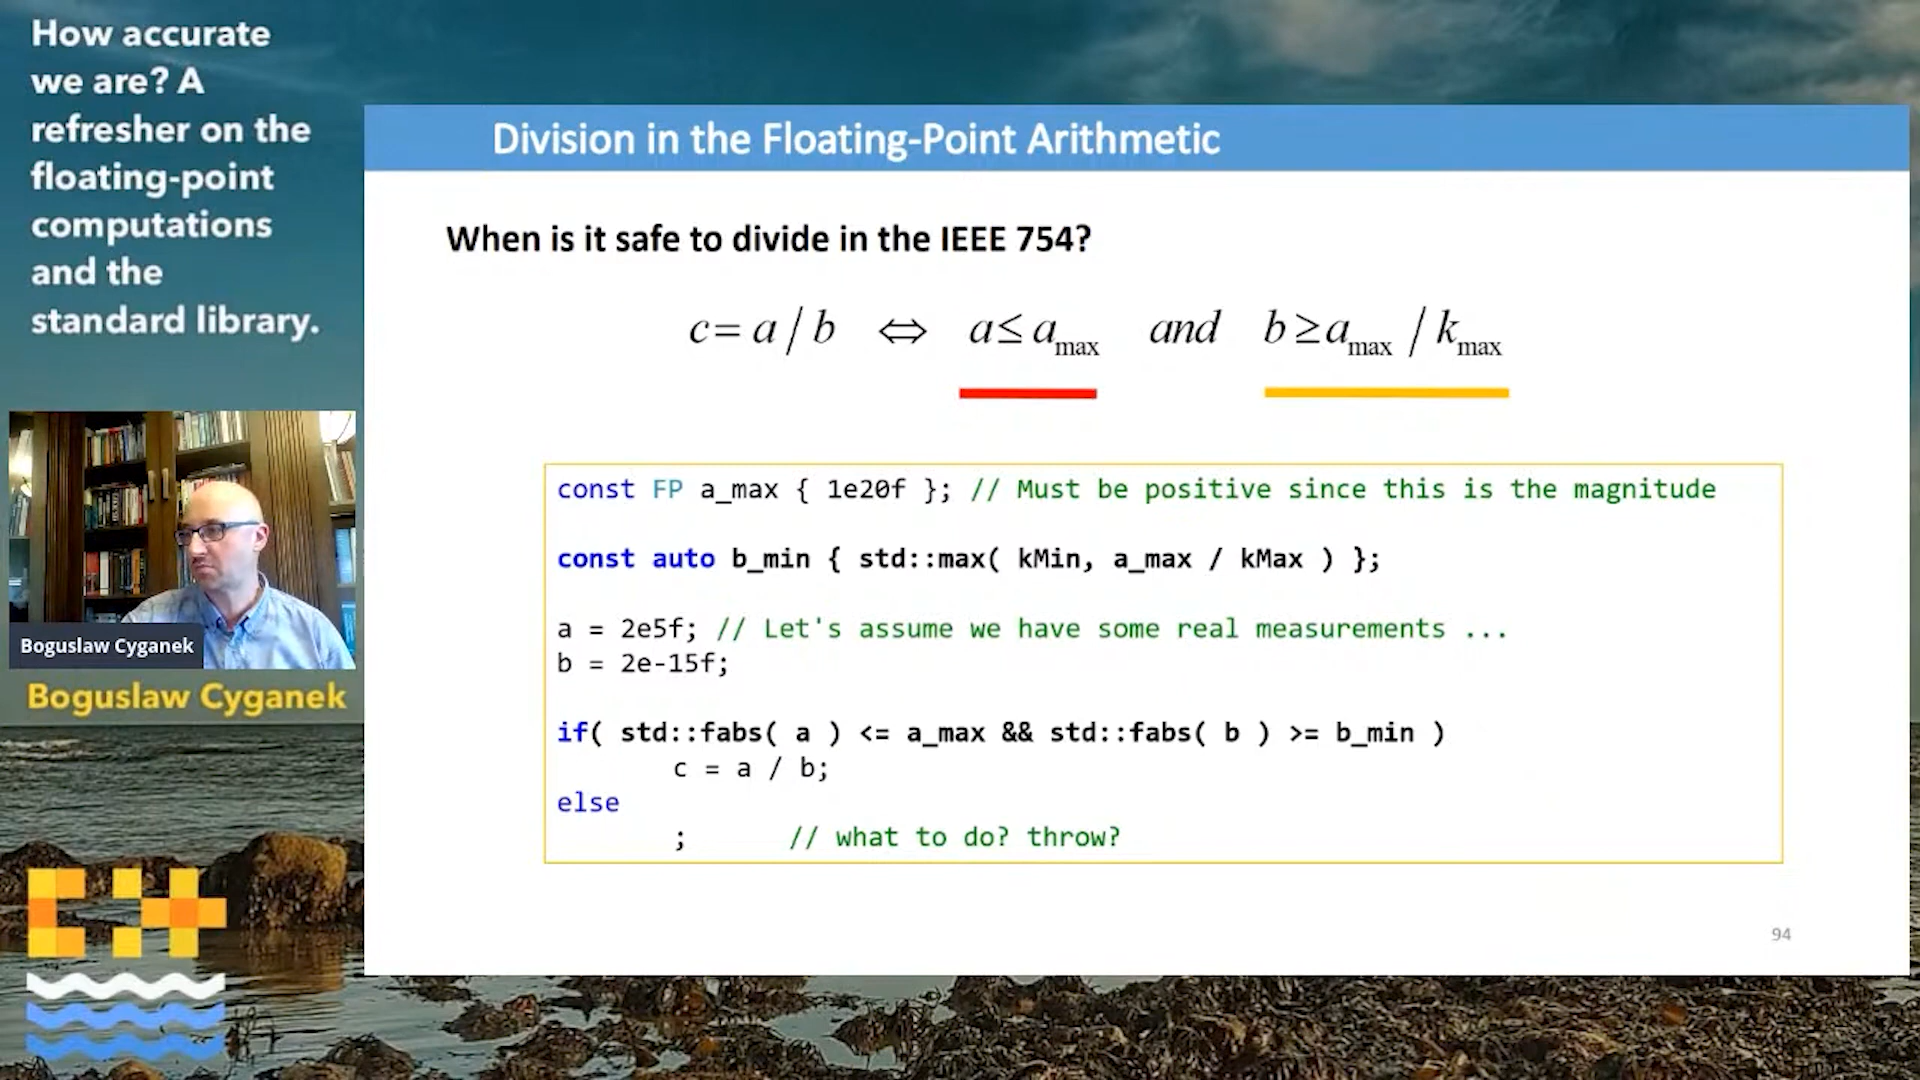 How accurate
we are? A
refresher on the
floating-point
computations
and the
standard library.
Boguslaw Cyganek
Boguslaw Cyganek
Division in the Floating-Point Arithmetic
When is it safe to divide in the IEEE 754?
c = a / b ⇔ a ≤ a_max and b ≥ a_max / k_max
const FP a_max { 1e20f }; // Must be positive since this is the magnitude
const auto b_min { std::max( kMin, a_max / kMax ) };
a = 2e5f; // Let's assume we have some real measurements ...
b = 2e-15f;
if( std::fabs( a ) <= a_max && std::fabs( b ) >= b_min )
c = a / b;
else
; // what to do? throw?
94